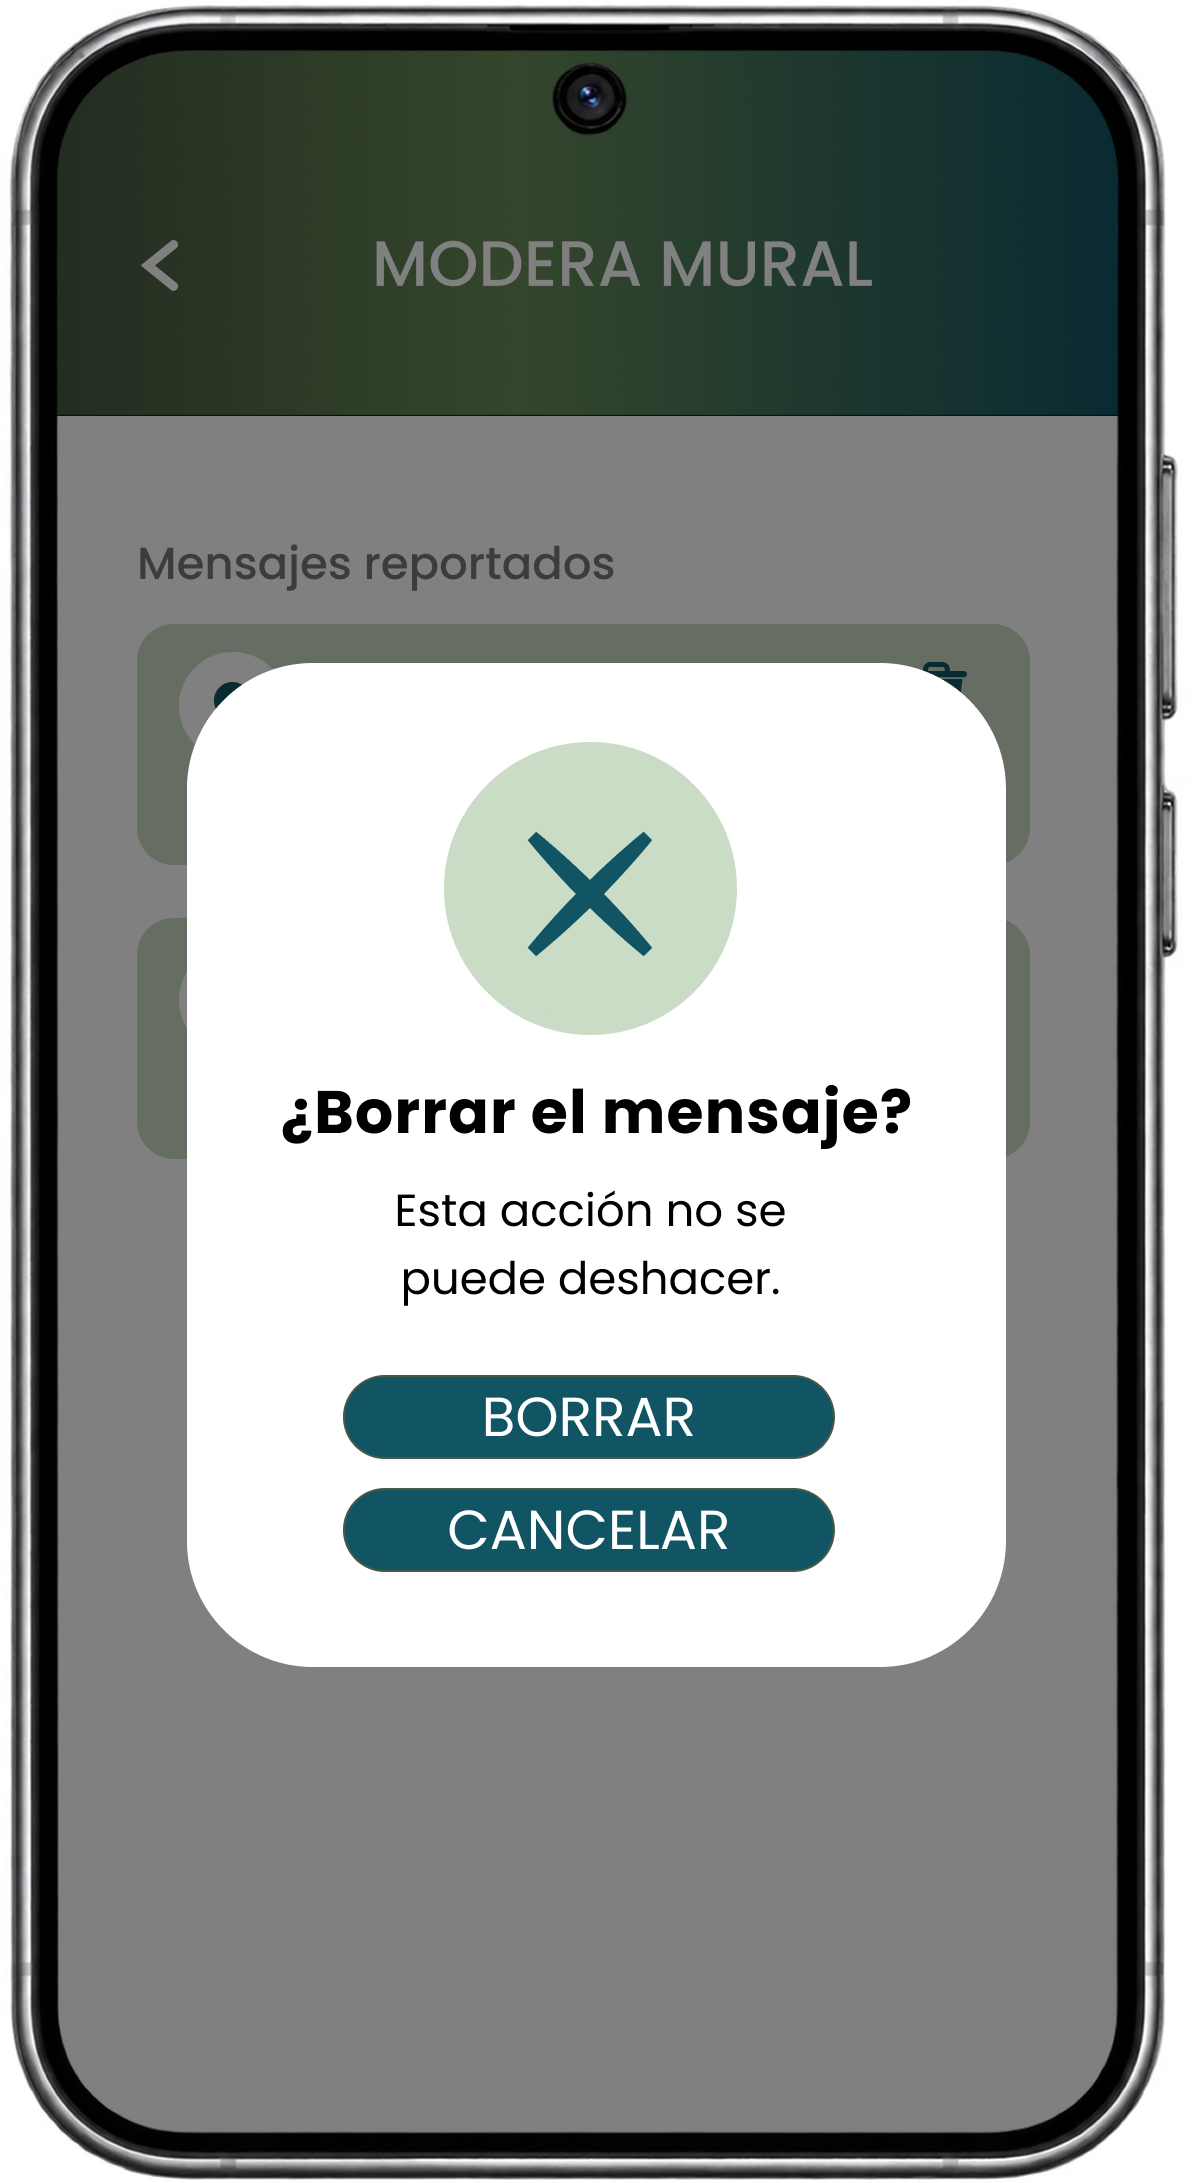 MODERA MURAL
Mensajes reportados
¿Borrar el mensaje?
Esta acción no se
puede deshacer.
BORRAR
CANCELAR